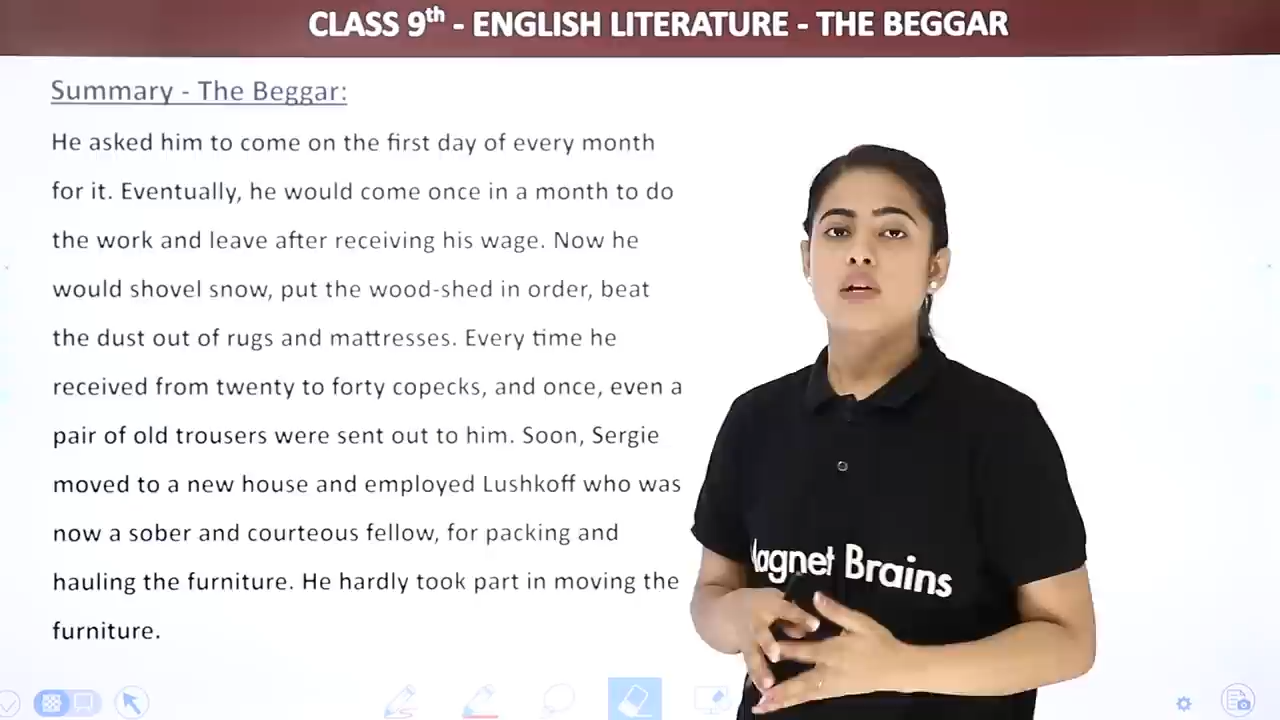 CLASS 9th - ENGLISH LITERATURE - THE BEGGAR
Summary - The Beggar:
He asked him to come on the first day of every month
for it. Eventually, he would come once in a month to do
the work and leave after receiving his wage. Now he
would shovel snow, put the wood-shed in order, beat
the dust out of rugs and mattresses. Every time he
received from twenty to forty copecks, and once, even a
pair of old trousers were sent out to him. Soon, Sergie
moved to a new house and employed Lushkoff who was
now a sober and courteous fellow, for packing and
hauling the furniture. He hardly took part in moving the
furniture.
Magnet Brains